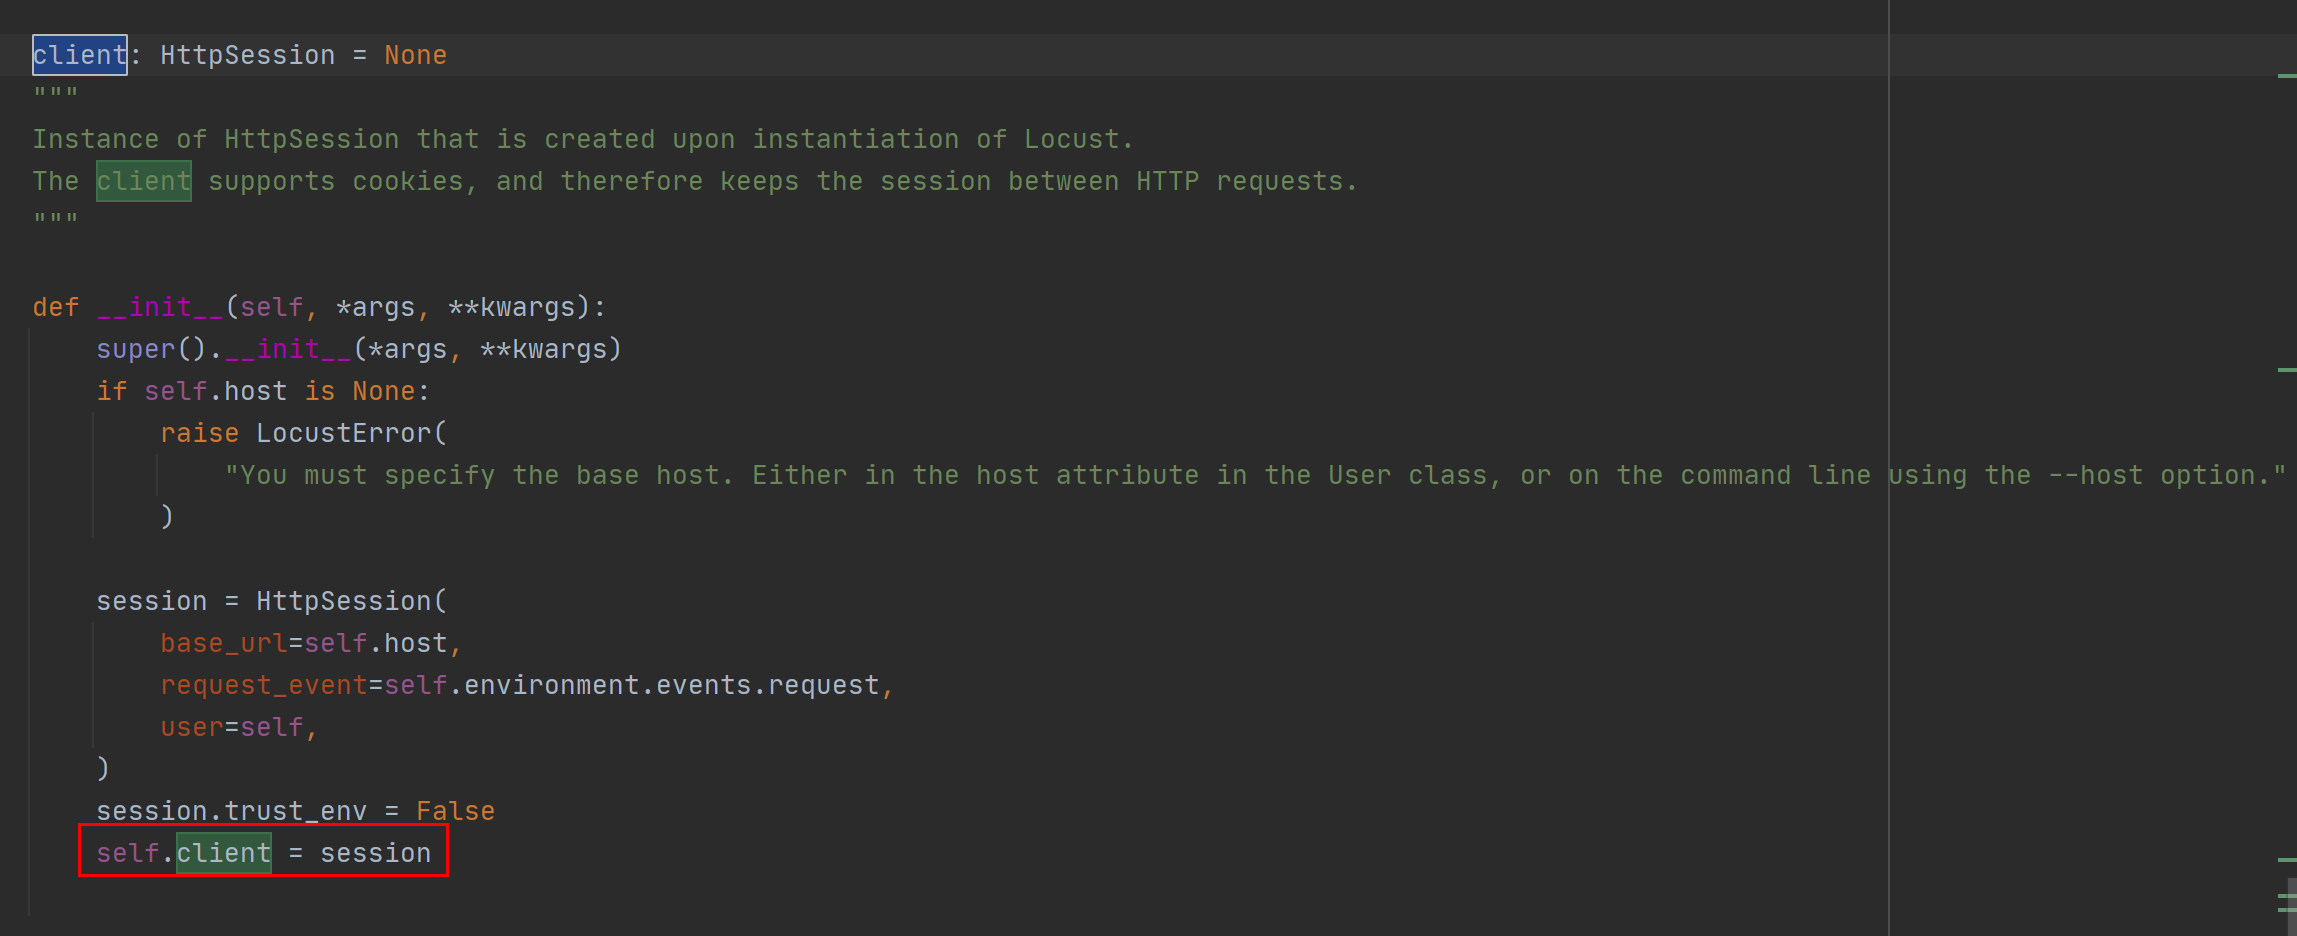 client: HttpSession = None
"""
Instance of HttpSession that is created upon instantiation of Locust.
The client supports cookies, and therefore keeps the session between HTTP requests.
"""
def __init__(self, *args, **kwargs):
super().__init__(*args, **kwargs)
if self.host is None:
raise LocustError(
"You must specify the base host. Either in the host attribute in the User class, or on the command line using the --host option."
)
session = HttpSession(
base_url=self.host,
request_event=self.environment.events.request,
user=self,
)
session.trust_env = False
self.client = session